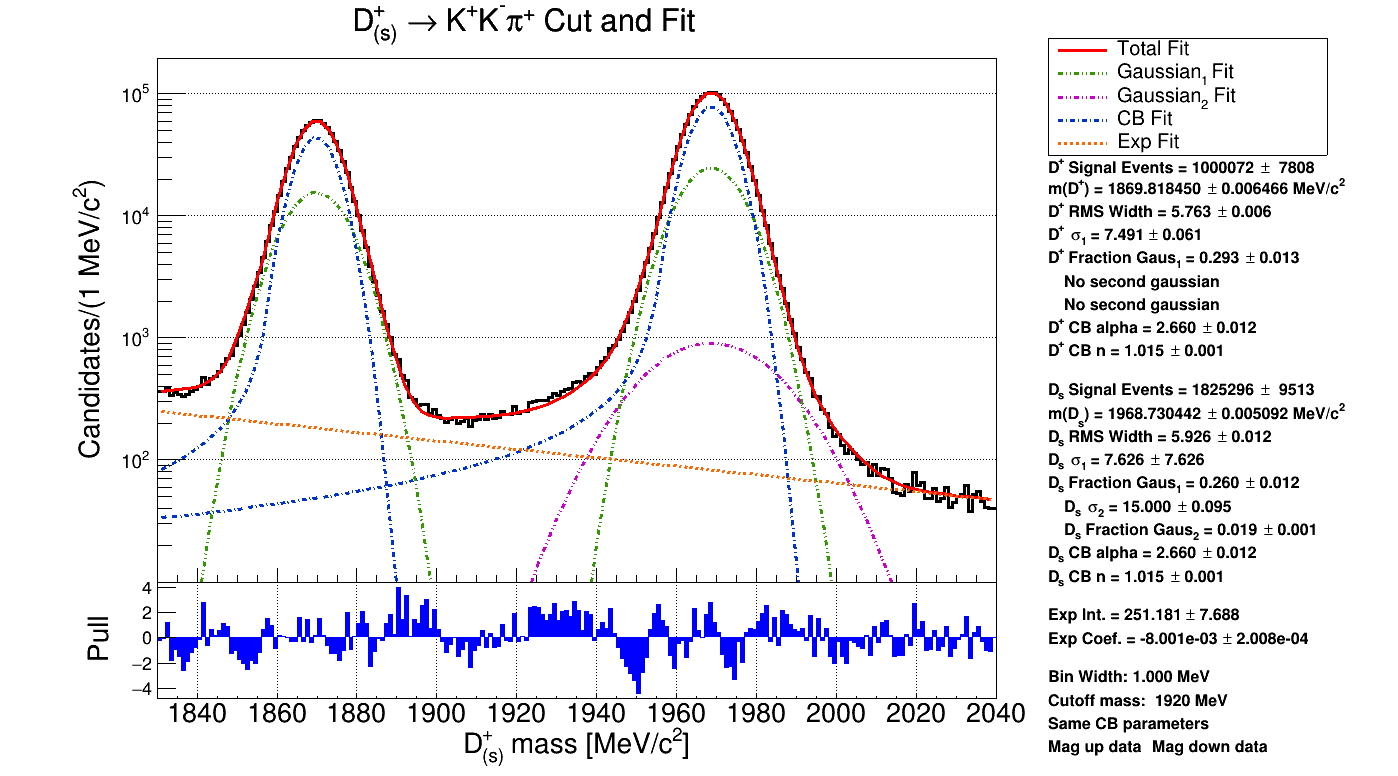 D⁺₍ₛ₎ → K⁺K⁻π⁺ Cut and Fit
Candidates/(1 MeV/c²)
10⁵
10⁴
10³
10²
Pull
4
2
0
−2
−4
1840 1860 1880 1900 1920 1940 1960 1980 2000 2020 2040
D⁺₍ₛ₎ mass [MeV/c²]
Total Fit
Gaussian₁ Fit
Gaussian₂ Fit
CB Fit
Exp Fit
D⁺ Signal Events = 1000072 ± 7808
m(D⁺) = 1869.818450 ± 0.006466 MeV/c²
D⁺ RMS Width = 5.763 ± 0.006
D⁺ σ₁ = 7.491 ± 0.061
D⁺ Fraction Gaus₁ = 0.293 ± 0.013
No second gaussian
No second gaussian
D⁺ CB alpha = 2.660 ± 0.012
D⁺ CB n = 1.015 ± 0.001
Dₛ Signal Events = 1825296 ± 9513
m(Dₛ) = 1968.730442 ± 0.005092 MeV/c²
Dₛ RMS Width = 5.926 ± 0.012
Dₛ σ₁ = 7.626 ± 7.626
Dₛ Fraction Gaus₁ = 0.260 ± 0.012
Dₛ σ₂ = 15.000 ± 0.095
Dₛ Fraction Gaus₂ = 0.019 ± 0.001
Dₛ CB alpha = 2.660 ± 0.012
Dₛ CB n = 1.015 ± 0.001
Exp Int. = 251.181 ± 7.688
Exp Coef. = -8.001e-03 ± 2.008e-04
Bin Width: 1.000 MeV
Cutoff mass: 1920 MeV
Same CB parameters
Mag up data Mag down data